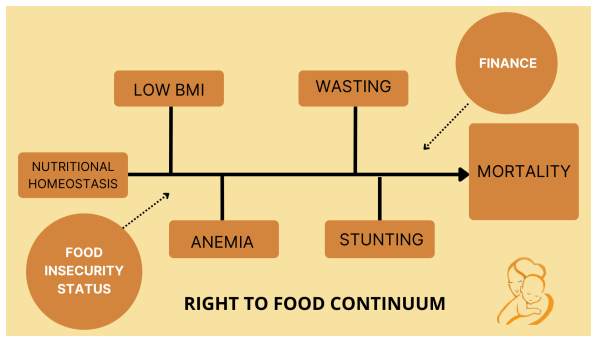 FINANCE
LOW BMI
WASTING
NUTRITIONAL
HOMEOSTASIS
MORTALITY
FOOD
INSECURITY
STATUS
ANEMIA
STUNTING
RIGHT TO FOOD CONTINUUM